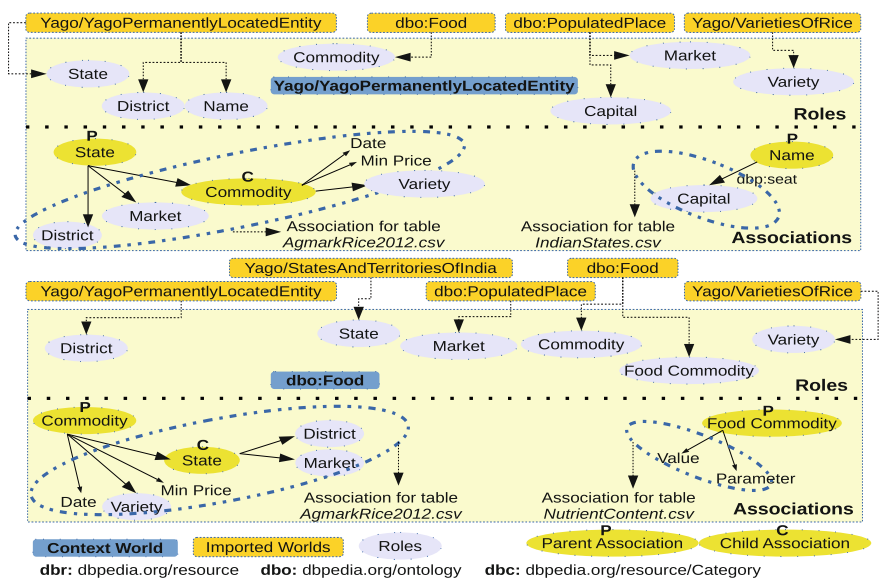 Yago/YagoPermanentlyLocatedEntity
dbo:Food
dbo:PopulatedPlace
Yago/VarietiesOfRice
State
Commodity
Market
Variety
District
Name
Yago/YagoPermanentlyLocatedEntity
Capital
Roles
P
State
C
Commodity
Date
Min Price
Variety
Market
District
Association for table
AgmarkRice2012.csv
P
Name
dbp:seat
Capital
Association for table
IndianStates.csv
Associations
Yago/StatesAndTerritoriesOfIndia
dbo:Food
Yago/YagoPermanentlyLocatedEntity
dbo:PopulatedPlace
Yago/VarietiesOfRice
District
State
Market
Commodity
Food Commodity
Variety
dbo:Food
Roles
P
Commodity
C
State
District
Market
Date
Variety
Min Price
Association for table
AgmarkRice2012.csv
P
Food Commodity
Value
Parameter
Association for table
NutrientContent.csv
Associations
Context World
Imported Worlds
Roles
P
Parent Association
C
Child Association
dbr: dbpedia.org/resource
dbo: dbpedia.org/ontology
dbc: dbpedia.org/resource/Category